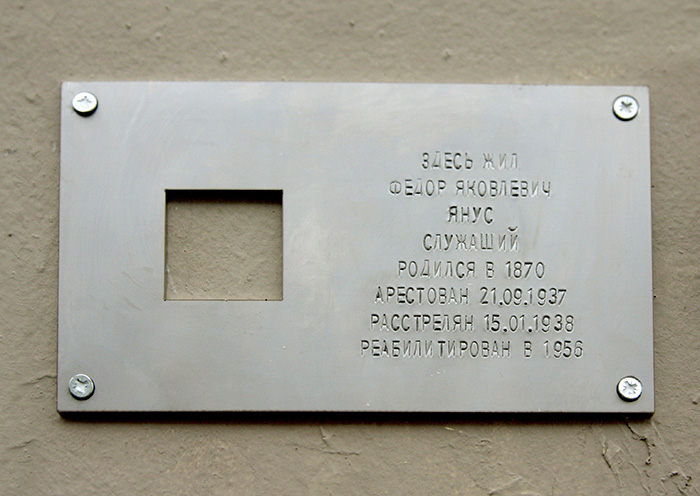 ЗДЕСЬ ЖИЛ
ФЕДОР ЯКОВЛЕВИЧ
ЯНУС
СЛУЖАЩИЙ
РОДИЛСЯ В 1870
АРЕСТОВАН 21.09.1937
РАССТРЕЛЯН 15.01.1938
РЕАБИЛИТИРОВАН В 1956